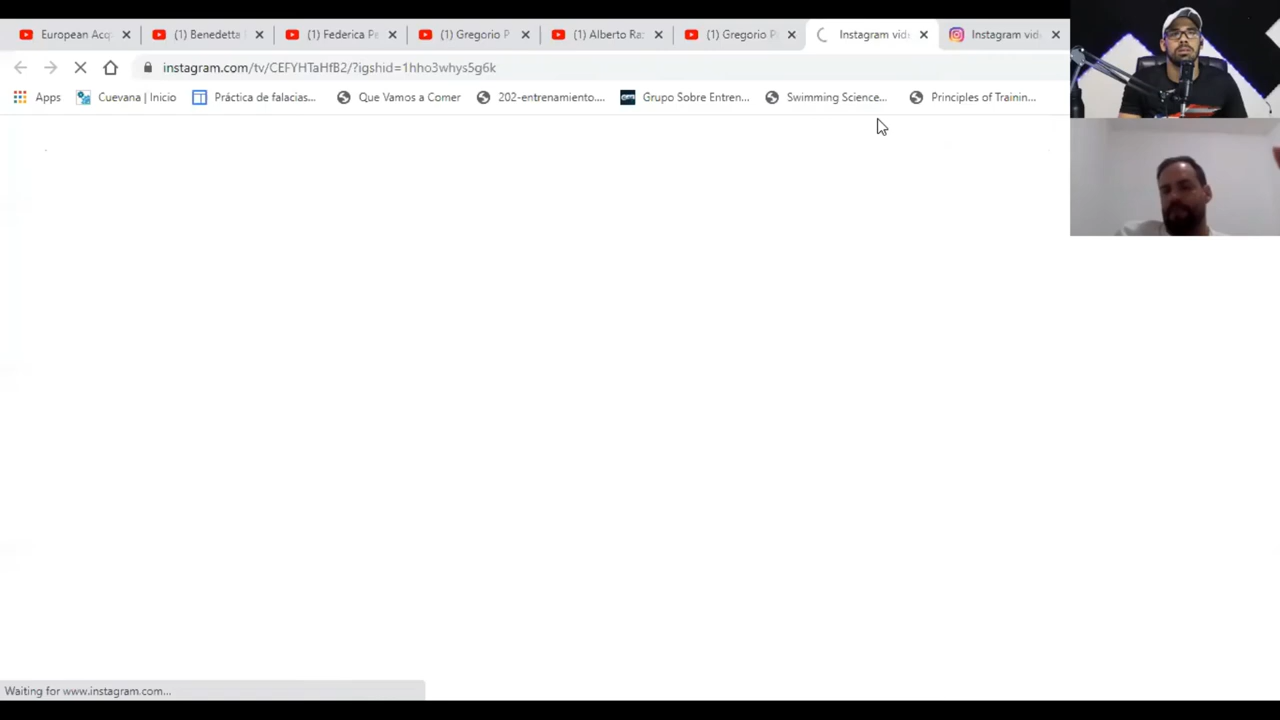 European Acq (1) Benedetta (1) Federica Pe (1) Gregorio P (1) Alberto Ra: (1) Gregorio P Instagram vid Instagram vid
instagram.com/tv/CEFYHTaHfB2/?igshid=1hho3whys5g6k
Apps Cuevana | Inicio Práctica de falacias... Que Vamos a Comer 202-entrenamiento.... Grupo Sobre Entren... Swimming Science... Principles of Trainin...
Waiting for www.instagram.com...